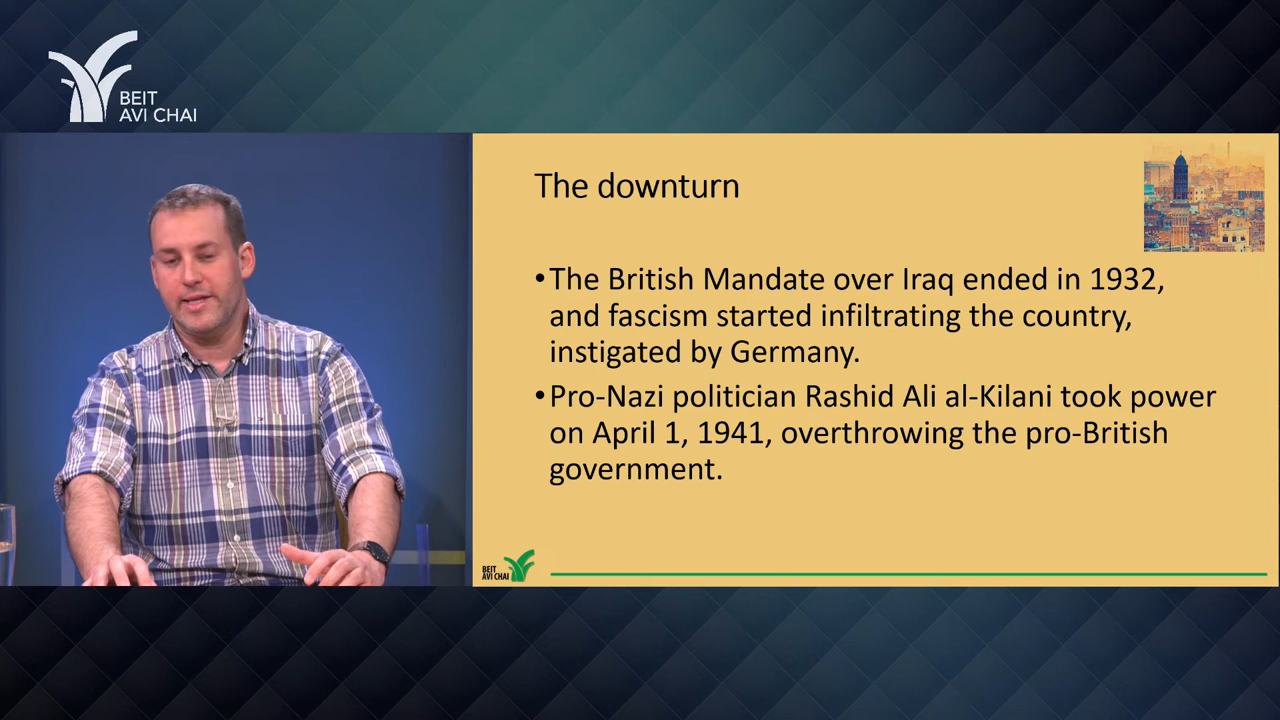 BEIT
AVI CHAI
The downturn
•The British Mandate over Iraq ended in 1932,
and fascism started infiltrating the country,
instigated by Germany.
•Pro-Nazi politician Rashid Ali al-Kilani took power
on April 1, 1941, overthrowing the pro-British
government.
BEIT
AVI CHAI